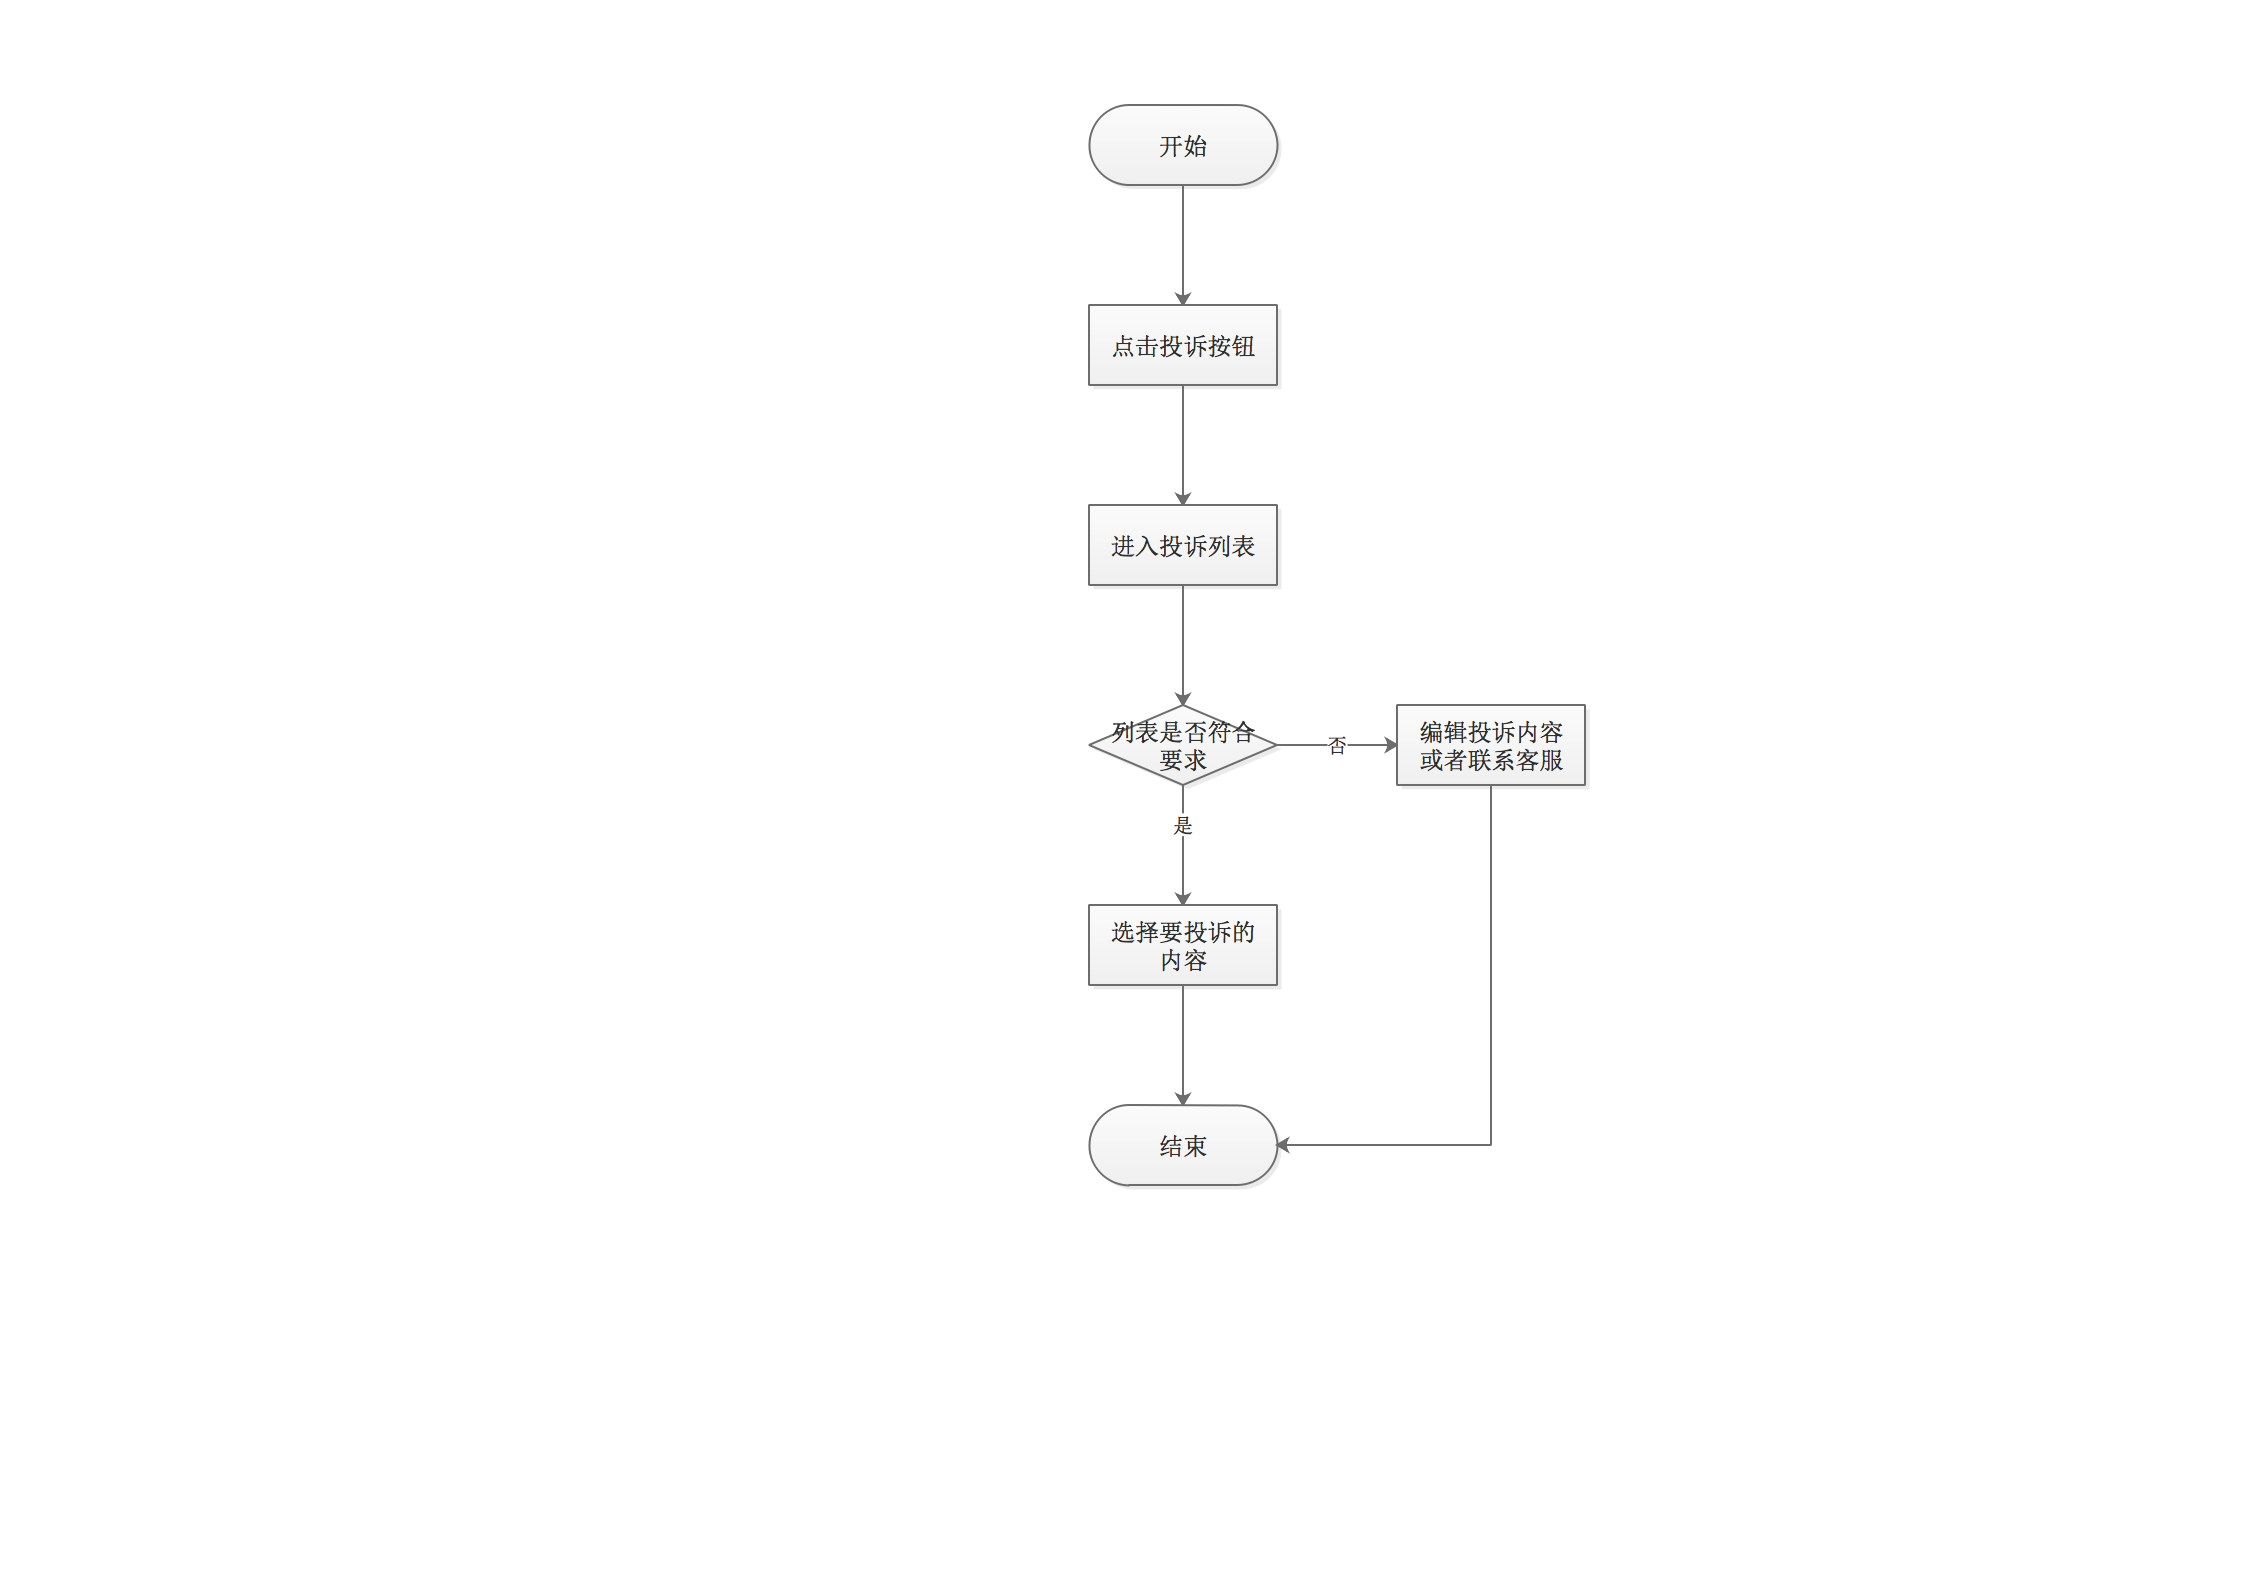 开始
点击投诉按钮
进入投诉列表
列表是否符合
要求
否
编辑投诉内容
或者联系客服
是
选择要投诉的
内容
结束